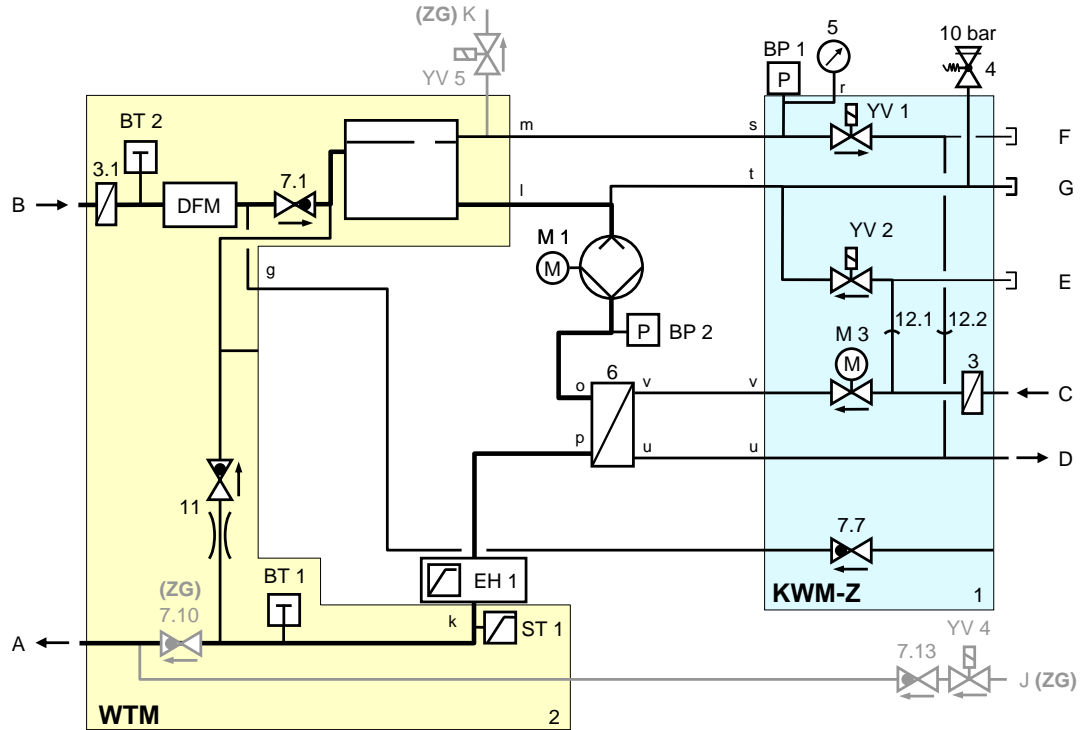 (ZG) K
5
10 bar
BP 1
P
4
YV 5
r
BT 2
YV 1
m
s
F
3.1
7.1
t
G
B
DFM
l
M 1
YV 2
M
g
E
12.1
12.2
P
BP 2
M 3
M
3
6
o
v
v
C
p
u
u
D
11
7.7
BT 1
EH 1
KWM-Z
1
(ZG)
7.10
k
ST 1
YV 4
A
7.13
J (ZG)
WTM
2